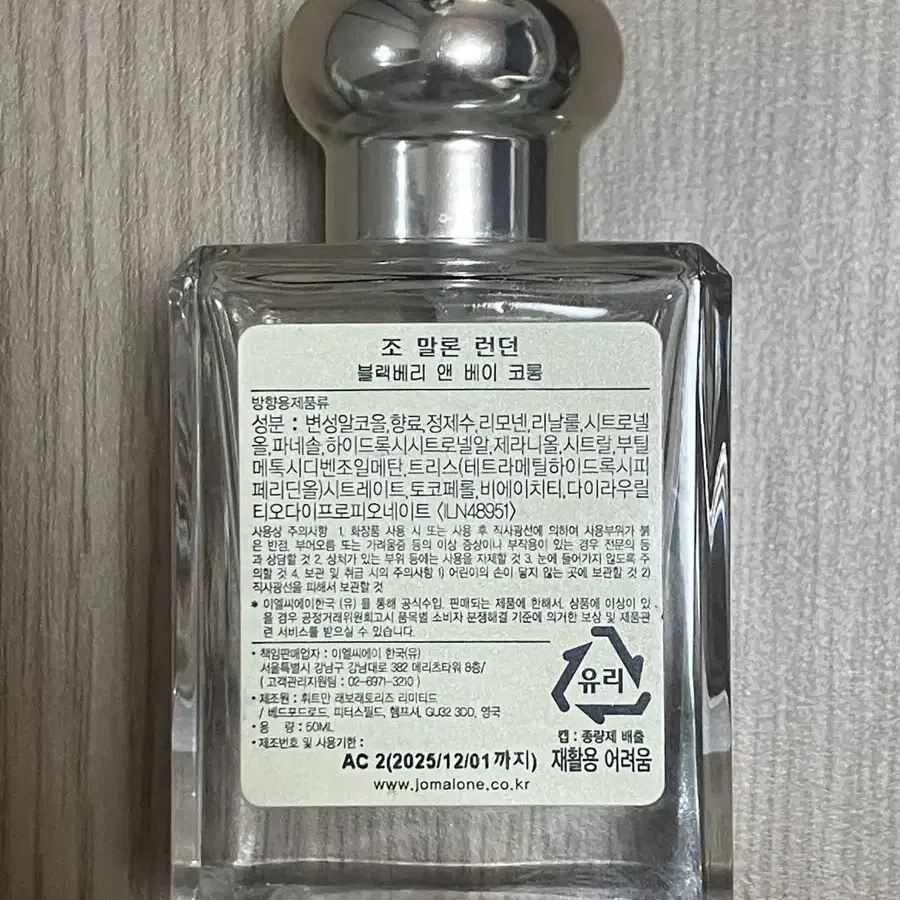 조 말론 런던
블랙베리 앤 베이 코롱
방향용제품류
성분 : 변성알코올,향료,정제수,리모넨,리날룰,시트로넬
올,파네솔,하이드록시시트로넬알,제라니올,시트랄,부틸
메톡시디벤조일메탄,트리스(테트라메틸하이드록시피
페리딘올)시트레이트,토코페롤,비에이치티,다이라우릴
티오다이프로피오네이트 <ILN48951>
사용상 주의사항 1. 화장품 사용 시 또는 사용 후 직사광선에 의하여 사용부위가 붉
은 반점, 부어오름 또는 가려움증 등의 이상 증상이나 부작용이 있는 경우 전문의 등
과 상담할 것 2. 상처가 있는 부위 등에는 사용을 자제할 것 3. 눈에 들어가지 않도록 주
의할 것 4. 보관 및 취급 시의 주의사항 1) 어린이의 손이 닿지 않는 곳에 보관할 것 2)
직사광선을 피해서 보관할 것
* 이엘씨에이한국 (유) 를 통해 공식수입, 판매되는 제품에 한해서, 상품에 이상이 있
을 경우 공정거래위원회고시 품목별 소비자 분쟁해결 기준에 의거한 보상 및 제품관
련 서비스를 받으실 수 있습니다.
• 책임판매업자 : 이엘씨에이 한국(유)
서울특별시 강남구 강남대로 382 메리츠타워 8층/
( 고객관리지원팀 : 02-6971-3210 )
• 제조원 : 휘트만 래보래토리즈 리미티드
/ 베드포드로드, 피터스필드, 햄프셔, GU32 3DD, 영국
• 용 량 : 50ML
• 제조번호 및 사용기한 :
AC 2(2025/12/01까지)
유리
캡 : 종량제 배출
재활용 어려움
www.jomalone.co.kr